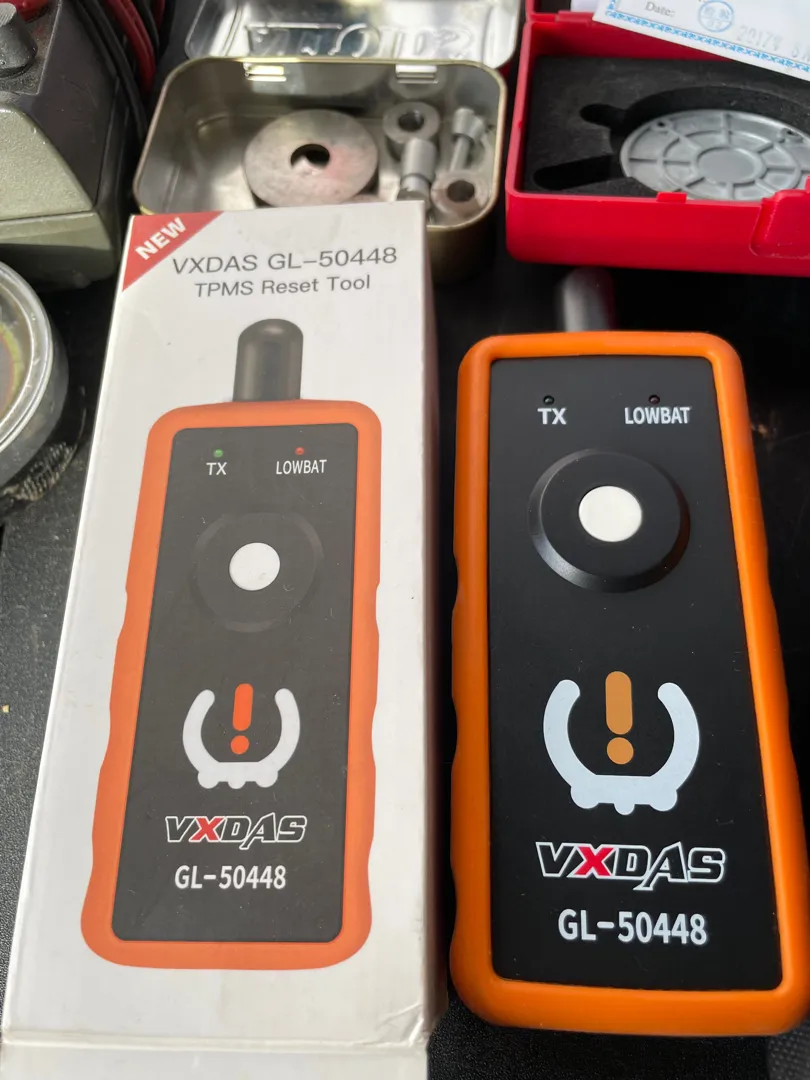 Date:
NEW
VXDAS GL-50448
TPMS Reset Tool
TX
LOWBAT
VXDAS
GL-50448
TX
LOWBAT
VXDAS
GL-50448